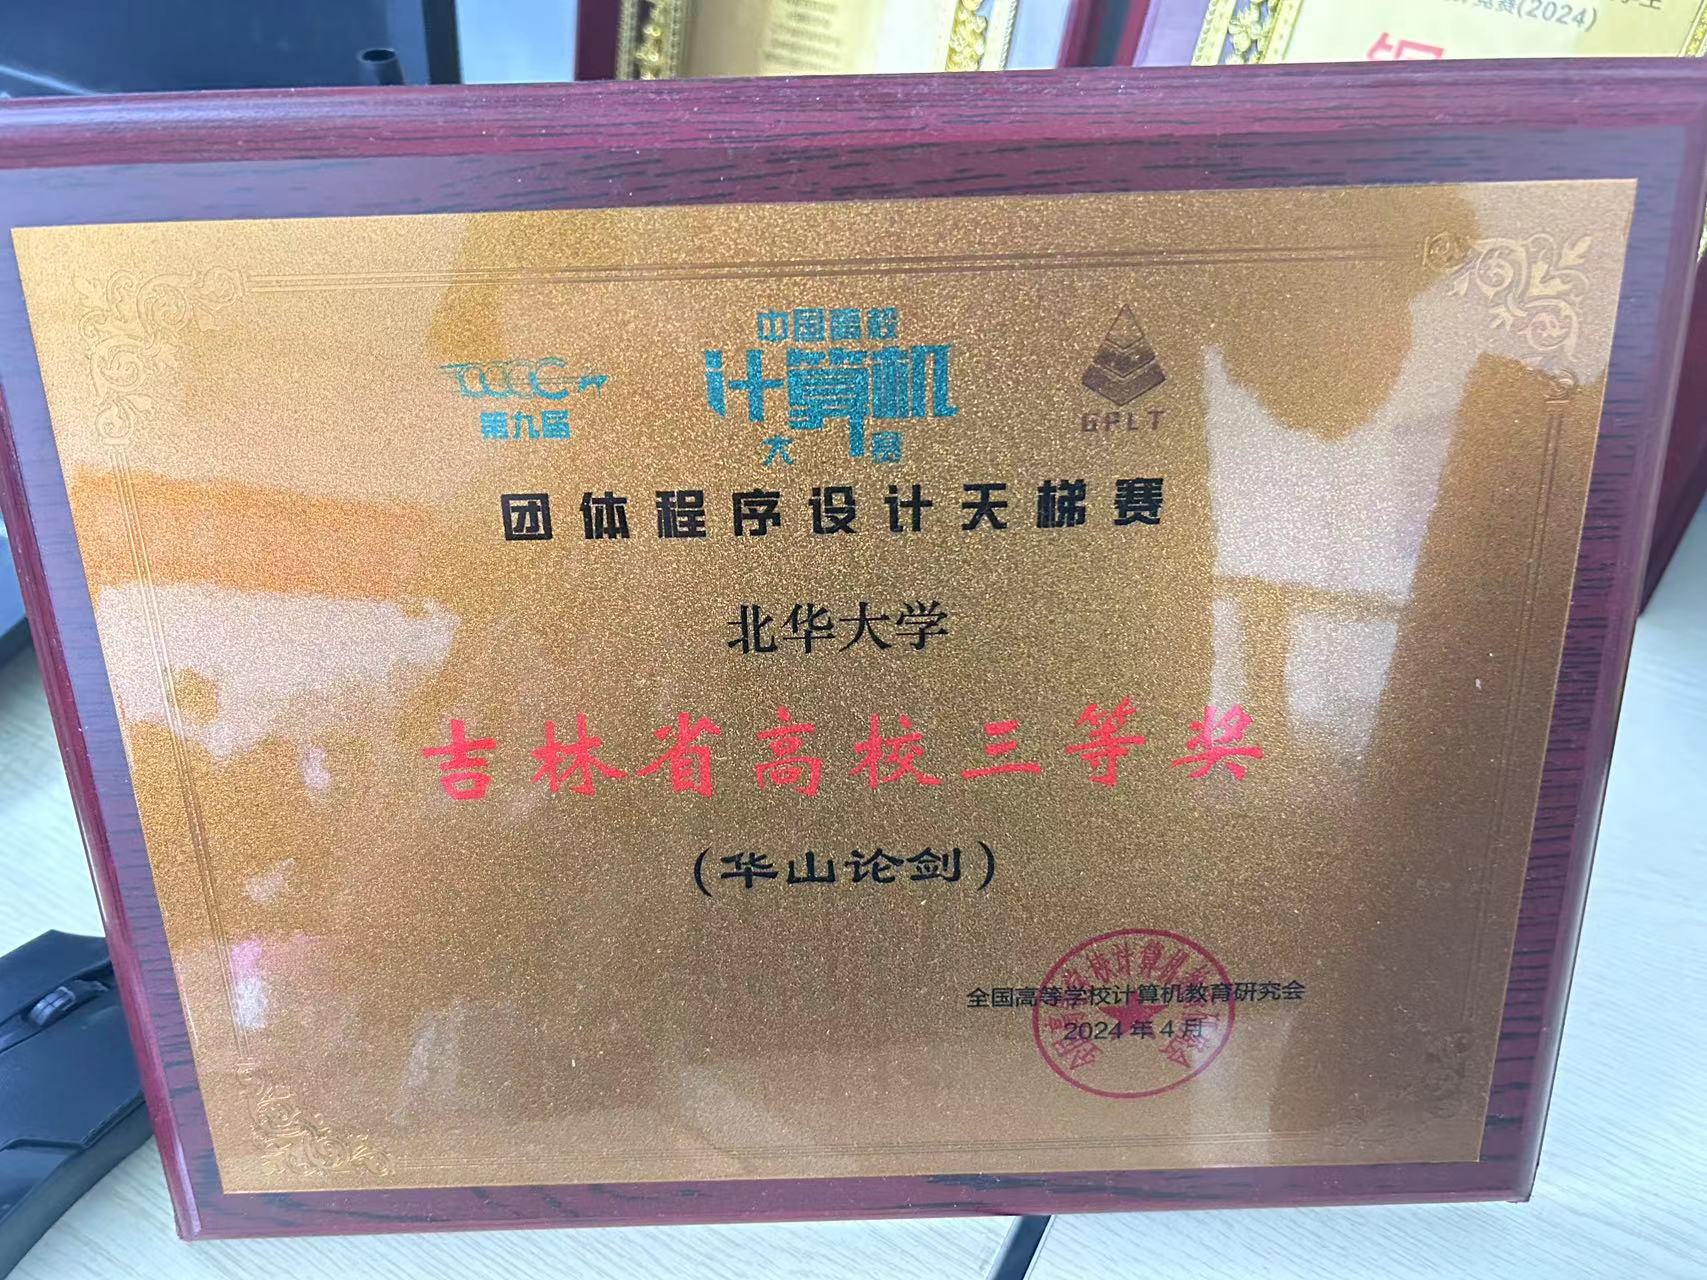 竞赛(2024)
第九届
中国高校
计算机
大赛
GPLT
团体程序设计天梯赛
北华大学
吉林省高校三等奖
(华山论剑)
全国高等学校计算机教育研究会
2024年4月